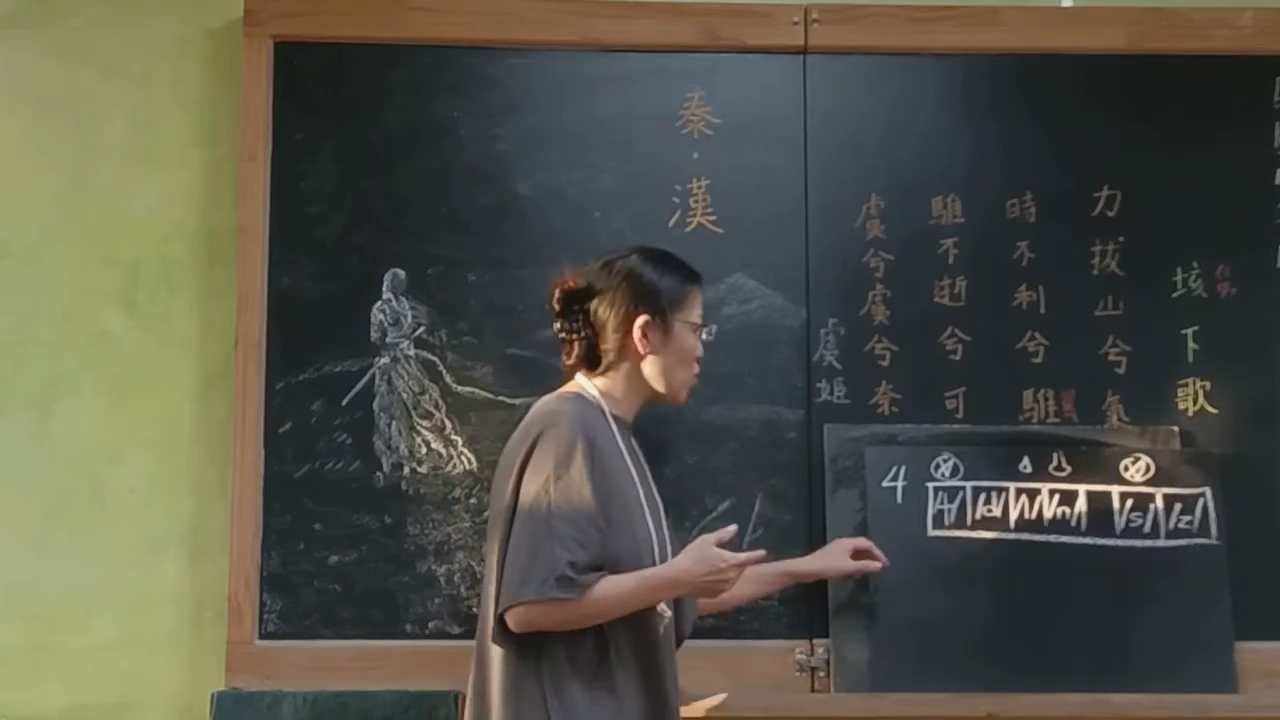 秦·漢
垓下歌
力拔山兮氣
時不利兮騅
騅不逝兮可
虞兮虞兮奈
虞姬
4
/t/ /d/ /l/ /n/ /s/ /z/